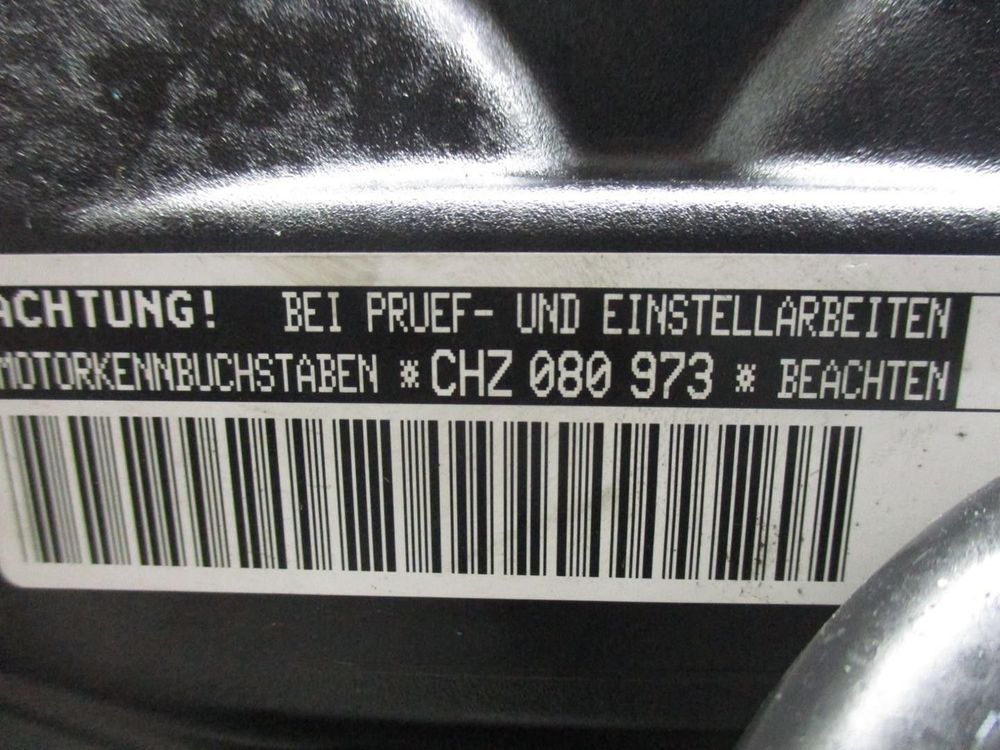 ACHTUNG! BEI PRUEF- UND EINSTELLARBEITEN
MOTORKENNBUCHSTABEN *CHZ 080 973 * BEACHTEN